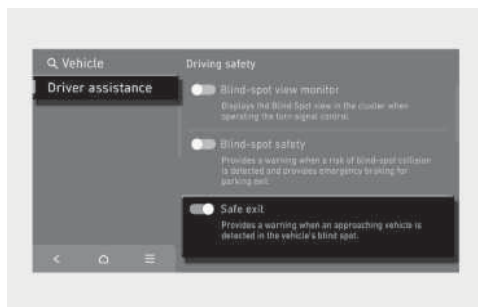 Vehicle
Driving safety
Driver assistance
Blind-spot view monitor
Displays the Blind Spot view in the cluster when
operating the turn signal control.
Blind-spot safety
Provides a warning when a risk of blind-spot collision
is detected and provides emergency braking for
parking exit.
Safe exit
Provides a warning when an approaching vehicle is
detected in the vehicle's blind spot.